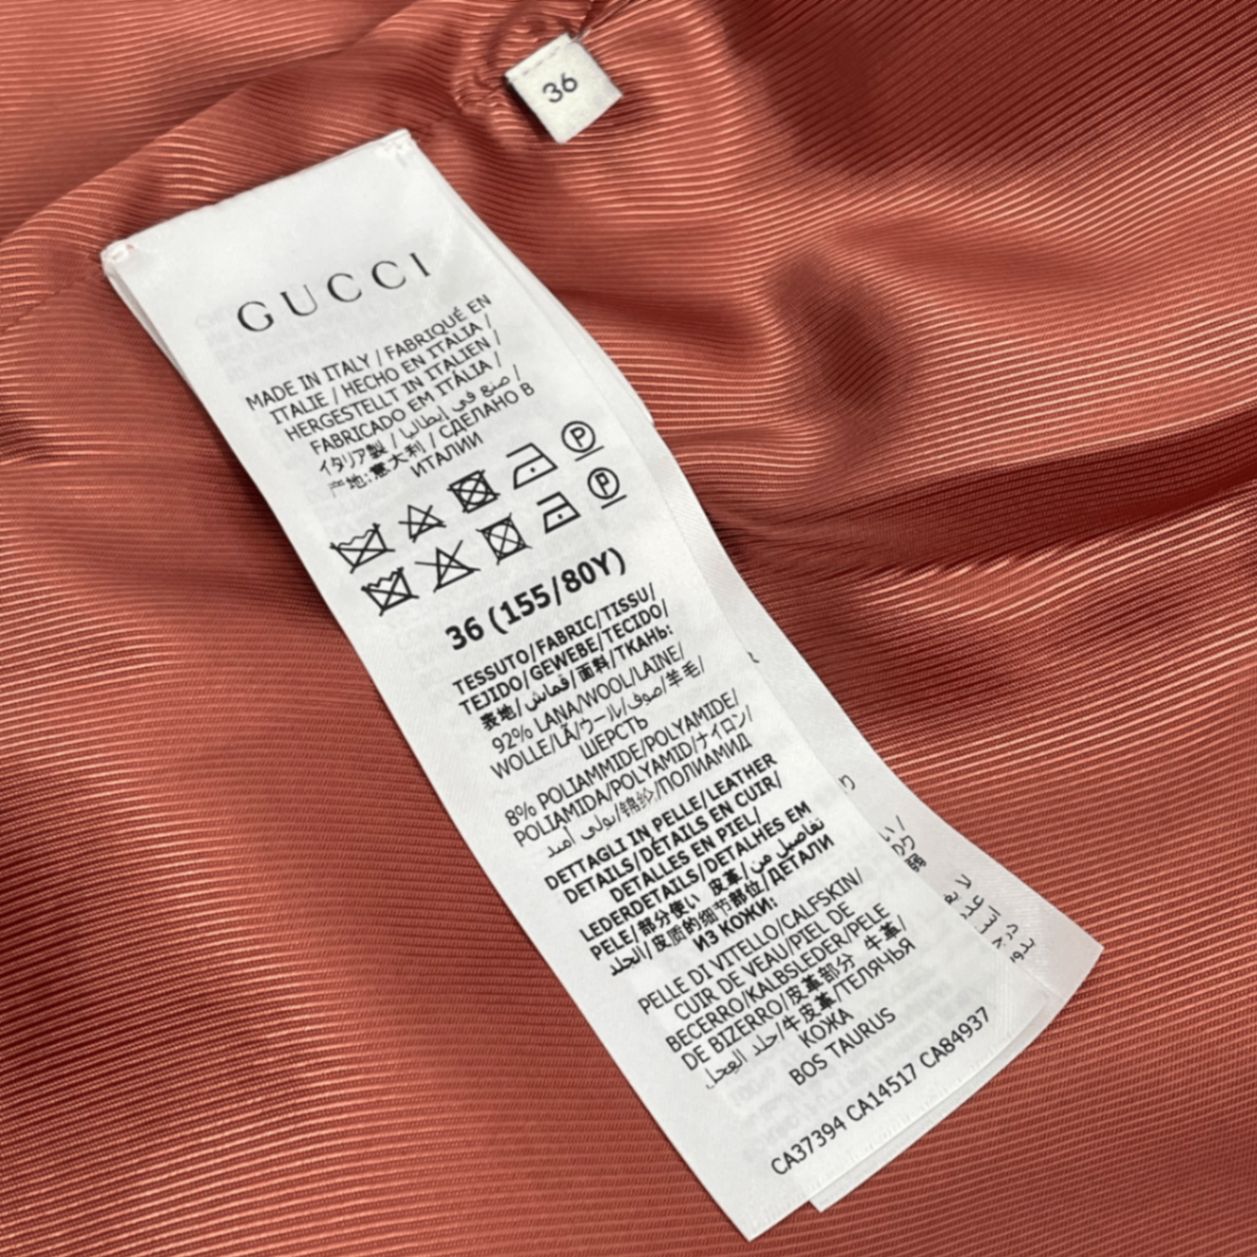 36
GUCCI
MADE IN ITALY / FABRIQUÉ EN
ITALIE / HECHO EN ITALIA /
HERGESTELLT IN ITALIEN /
FABRICADO EM ITÁLIA /
イタリア製 / صنع في إيطاليا /
产地:意大利 / СДЕЛАНО В
ИТАЛИИ
36 (155/80Y)
TESSUTO/FABRIC/TISSU/
TEJIDO/GEWEBE/TECIDO/
表地/قماش/面料/ТКАНЬ:
92% LANA/WOOL/LAINE/
WOLLE/LÃ/ウール/صوف/羊毛/
ШЕРСТЬ
8% POLIAMMIDE/POLYAMIDE/
POLIAMIDA/POLYAMID/ナイロン/
بولي أميد/锦纶/ПОЛИАМИД
DETTAGLI IN PELLE/LEATHER
DETAILS/DÉTAILS EN CUIR/
DETALLES EN PIEL/
LEDERDETAILS/DETALHES EM
PELE/部分使い 皮革/تفاصيل من
الجلد/皮质的细节部位/ДЕТАЛИ
ИЗ КОЖИ:
PELLE DI VITELLO/CALFSKIN/
CUIR DE VEAU/PIEL DE
BECERRO/KALBSLEDER/PELE
DE BIZERRO/皮革部分 牛革/
جلد العجل/牛皮革/ТЕЛЯЧЬЯ
КОЖА
BOS TAURUS
CA37394 CA14517 CA84937